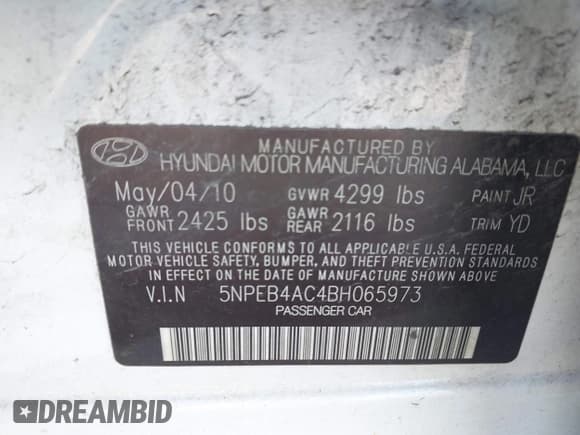 MANUFACTURED BY
HYUNDAI MOTOR MANUFACTURING ALABAMA, LLC
May/04/10 GVWR 4299 lbs PAINT JR
GAWR FRONT 2425 lbs GAWR REAR 2116 lbs TRIM YD
THIS VEHICLE CONFORMS TO ALL APPLICABLE U.S.A. FEDERAL
MOTOR VEHICLE SAFETY, BUMPER, AND THEFT PREVENTION STANDARDS
IN EFFECT ON THE DATE OF MANUFACTURE SHOWN ABOVE.
V.I.N 5NPEB4AC4BH065973
PASSENGER CAR
DREAMBID